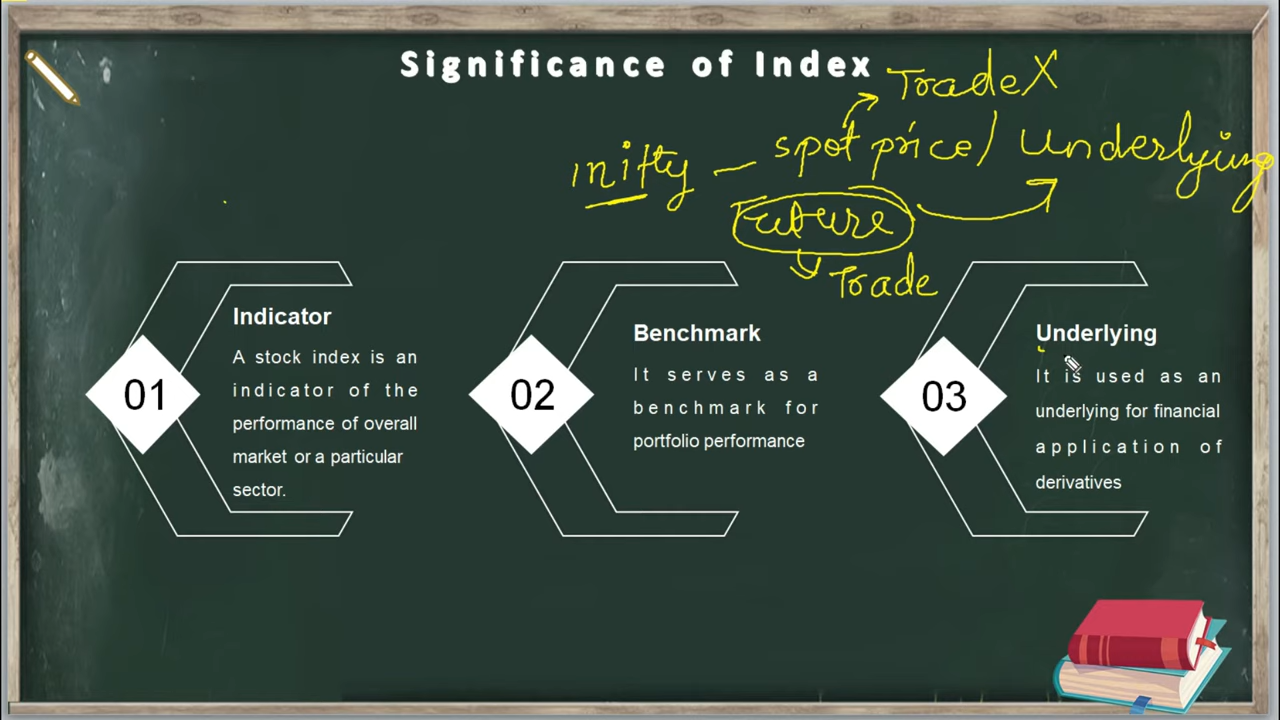 Significance of Index
Trade X
nifty - spot price / Underlying
Future
Trade
01
Indicator
A stock index is an
indicator of the
performance of overall
market or a particular
sector.
02
Benchmark
It serves as a
benchmark for
portfolio performance
03
Underlying
It is used as an
underlying for financial
application of
derivatives